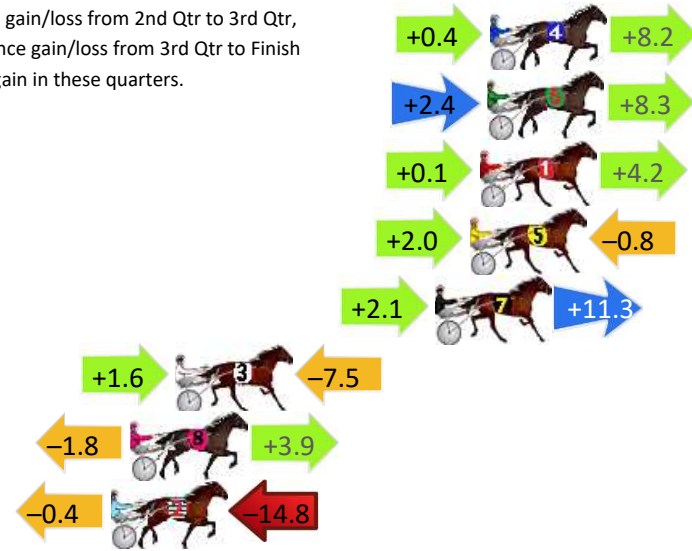 gain/loss from 2nd Qtr to 3rd Qtr,
nce gain/loss from 3rd Qtr to Finish
gain in these quarters.
+0.4 4 +8.2
+2.4 6 +8.3
+0.1 1 +4.2
+2.0 5 –0.8
+2.1 7 +11.3
+1.6 3 –7.5
–1.8 8 +3.9
–0.4 2 –14.8